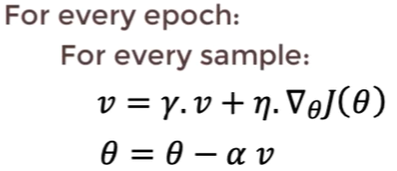 For every epoch:
For every sample:
v = γ. v + η. ∇θJ(θ)
θ = θ − α v